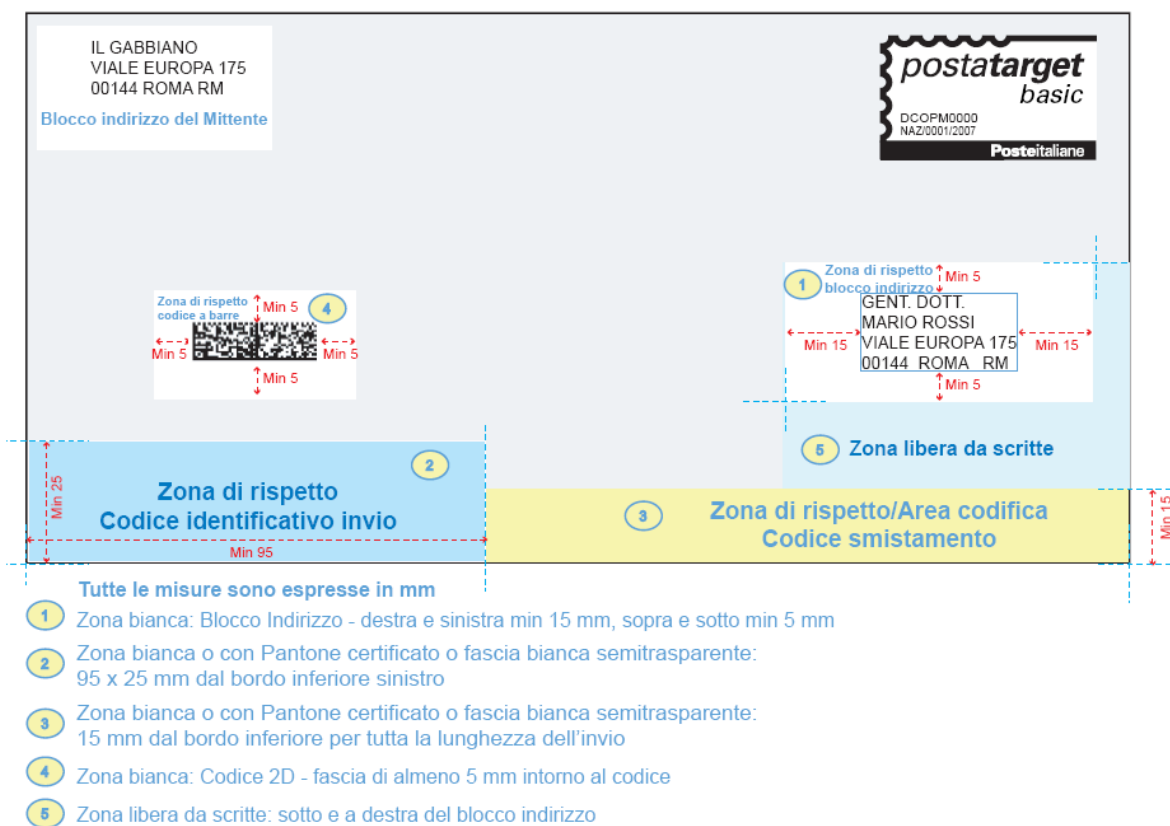 IL GABBIANO
VIALE EUROPA 175
00144 ROMA RM
Blocco indirizzo del Mittente
postatarget
basic
DCOPM0000
NAZ/0001/2007
Posteitaliane
1
Zona di rispetto
blocco indirizzo
Min 5
GENT. DOTT.
MARIO ROSSI
VIALE EUROPA 175
00144 ROMA RM
Min 15
Min 15
Min 5
Zona di rispetto
codice a barre
Min 5
4
Min 5
Min 5
Min 5
5
Zona libera da scritte
2
Zona di rispetto
Codice identificativo invio
Min 25
Min 95
3
Zona di rispetto/Area codifica
Codice smistamento
Min 15
Tutte le misure sono espresse in mm
1 Zona bianca: Blocco Indirizzo - destra e sinistra min 15 mm, sopra e sotto min 5 mm
2 Zona bianca o con Pantone certificato o fascia bianca semitrasparente:
95 x 25 mm dal bordo inferiore sinistro
3 Zona bianca o con Pantone certificato o fascia bianca semitrasparente:
15 mm dal bordo inferiore per tutta la lunghezza dell'invio
4 Zona bianca: Codice 2D - fascia di almeno 5 mm intorno al codice
5 Zona libera da scritte: sotto e a destra del blocco indirizzo